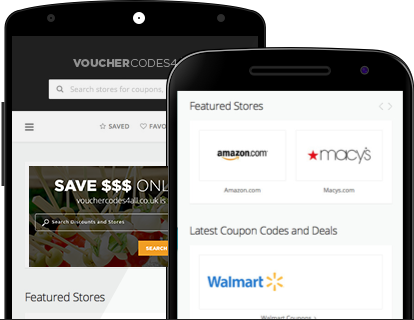 VOUCHERCODES4
Search stores for coupons,
SAVED
SAVE $$$ ONL
vouchercodes4all.co.uk is
Search Discounts and Stores
SEARCH
Featured Stores
Featured Stores
amazon.com
macy's
Amazon.com
Macys.com
Latest Coupon Codes and Deals
Walmart
Walmart Coupons >